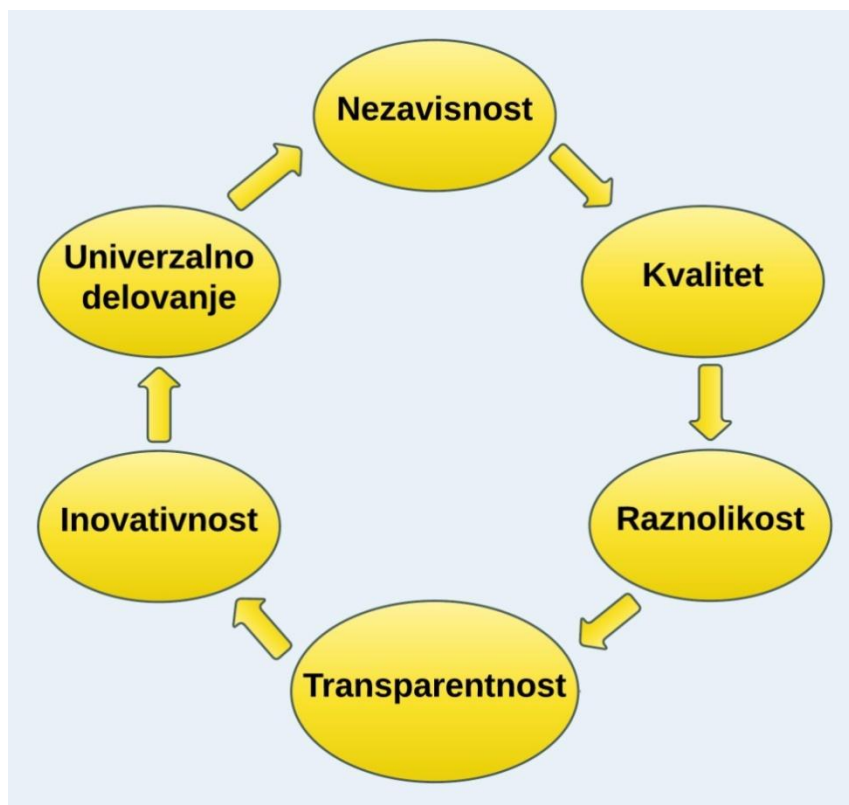 Nezavisnost
Kvalitet
Raznolikost
Transparentnost
Inovativnost
Univerzalno
delovanje